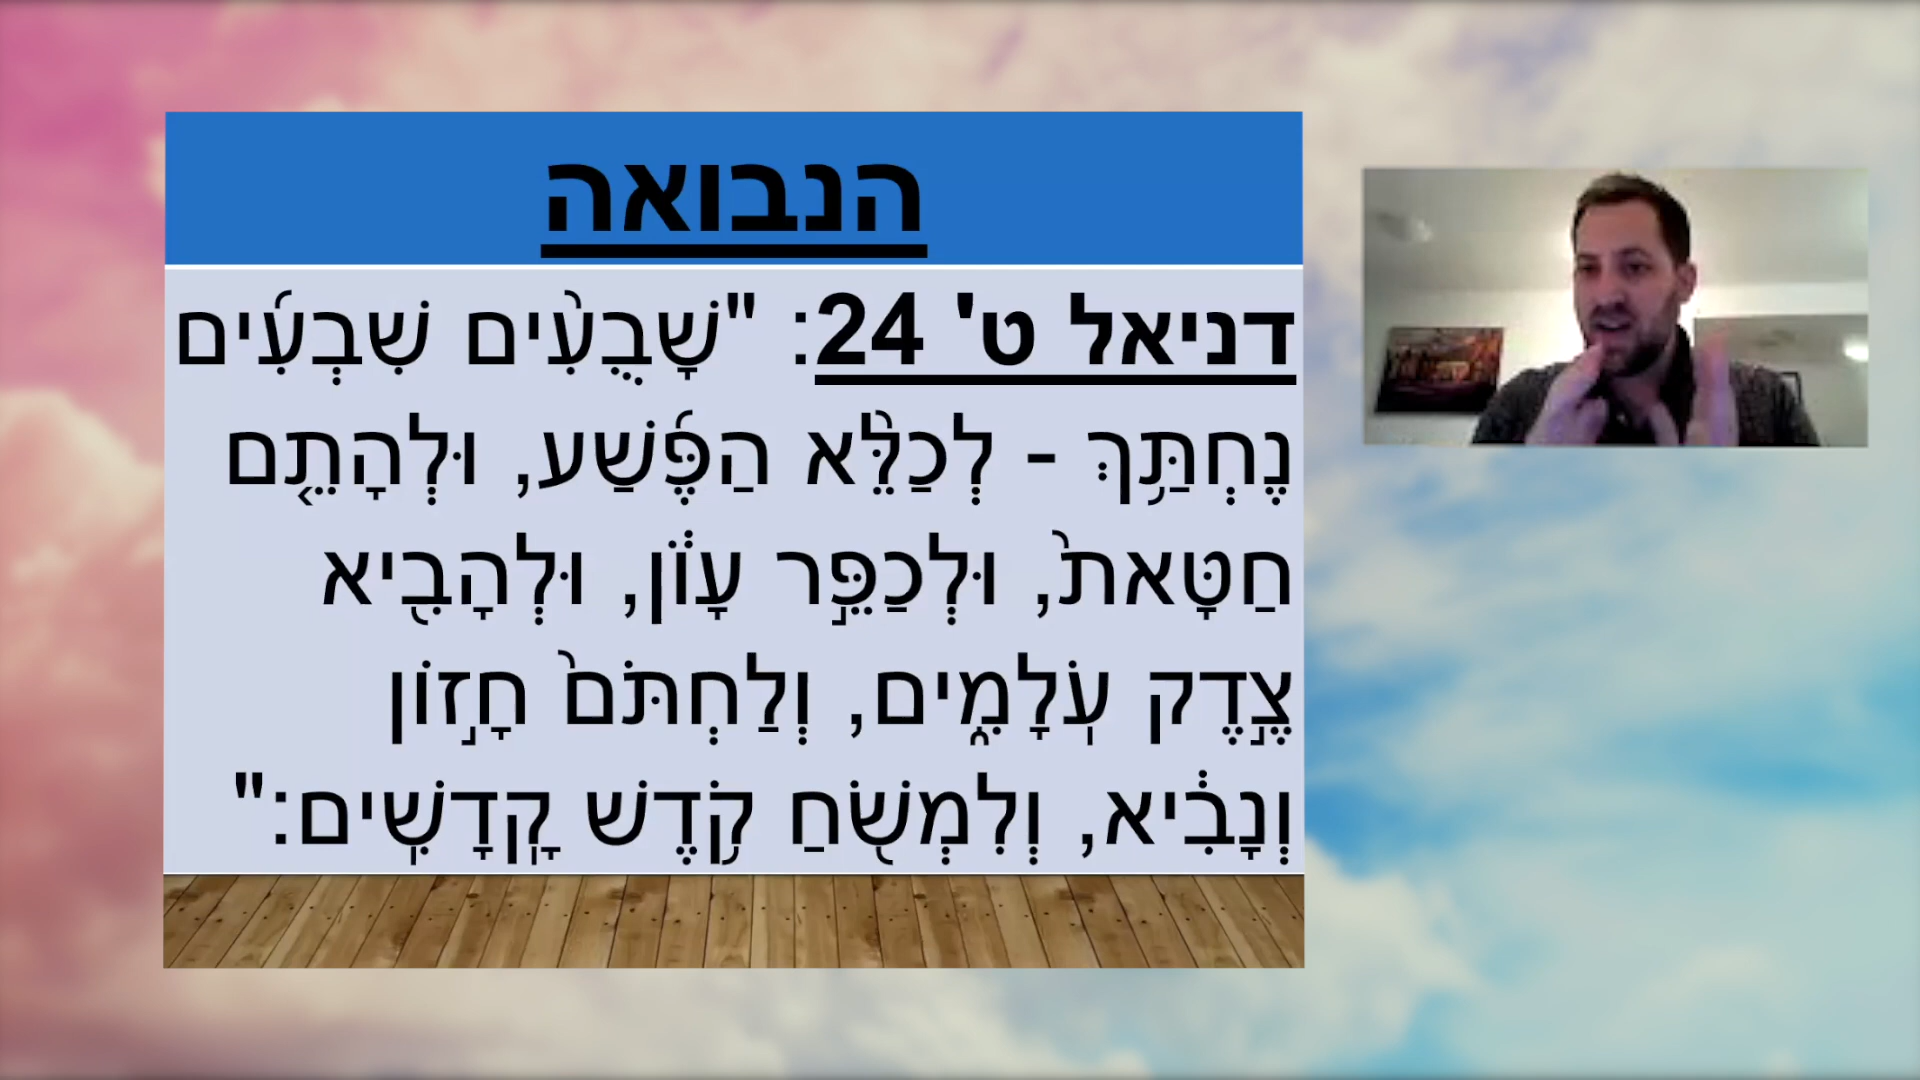 הנבואה
דניאל ט' 24: "שָׁבֻעִ֨ים שִׁבְעִ֜ים
נֶחְתַּ֥ךְ - לְכַלֵּ֨א הַפֶּ֜שַׁע, וּלְהָתֵ֤ם
חַטָּאת֙, וּלְכַפֵּ֣ר עָוֺ֔ן, וּלְהָבִ֖יא
צֶ֣דֶק עֹֽלָמִ֑ים, וְלַחְתֹּם֙ חָז֣וֹן
וְנָבִ֔יא, וְלִמְשֹׁ֖חַ קֹ֥דֶשׁ קָֽדָשִֽׁים:"